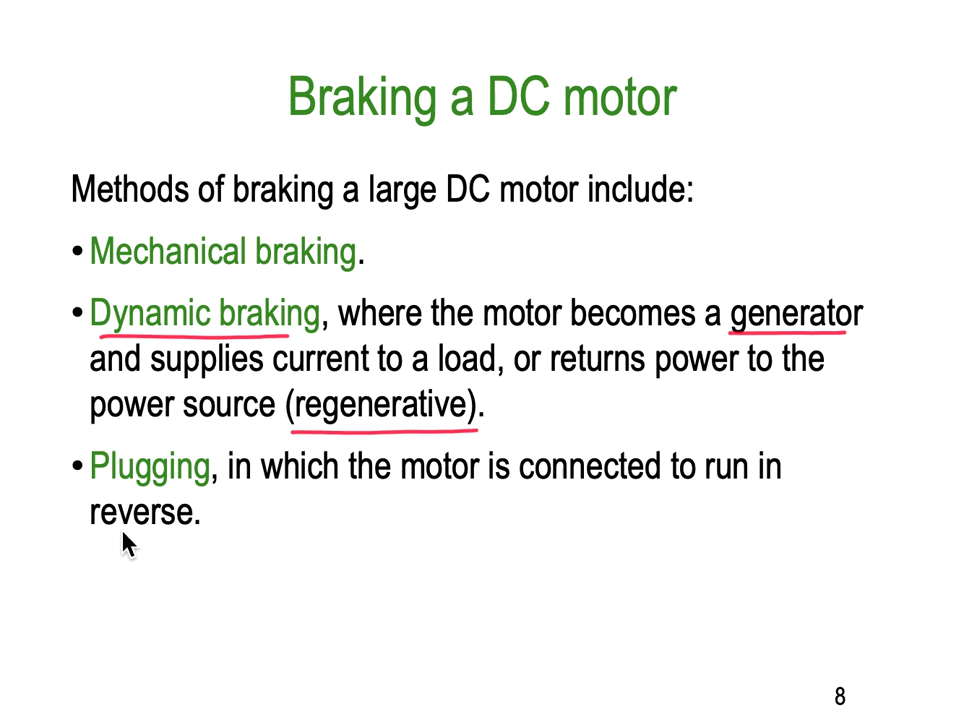 Braking a DC motor
Methods of braking a large DC motor include:
• Mechanical braking.
• Dynamic braking, where the motor becomes a generator
and supplies current to a load, or returns power to the
power source (regenerative).
• Plugging, in which the motor is connected to run in
reverse.
8